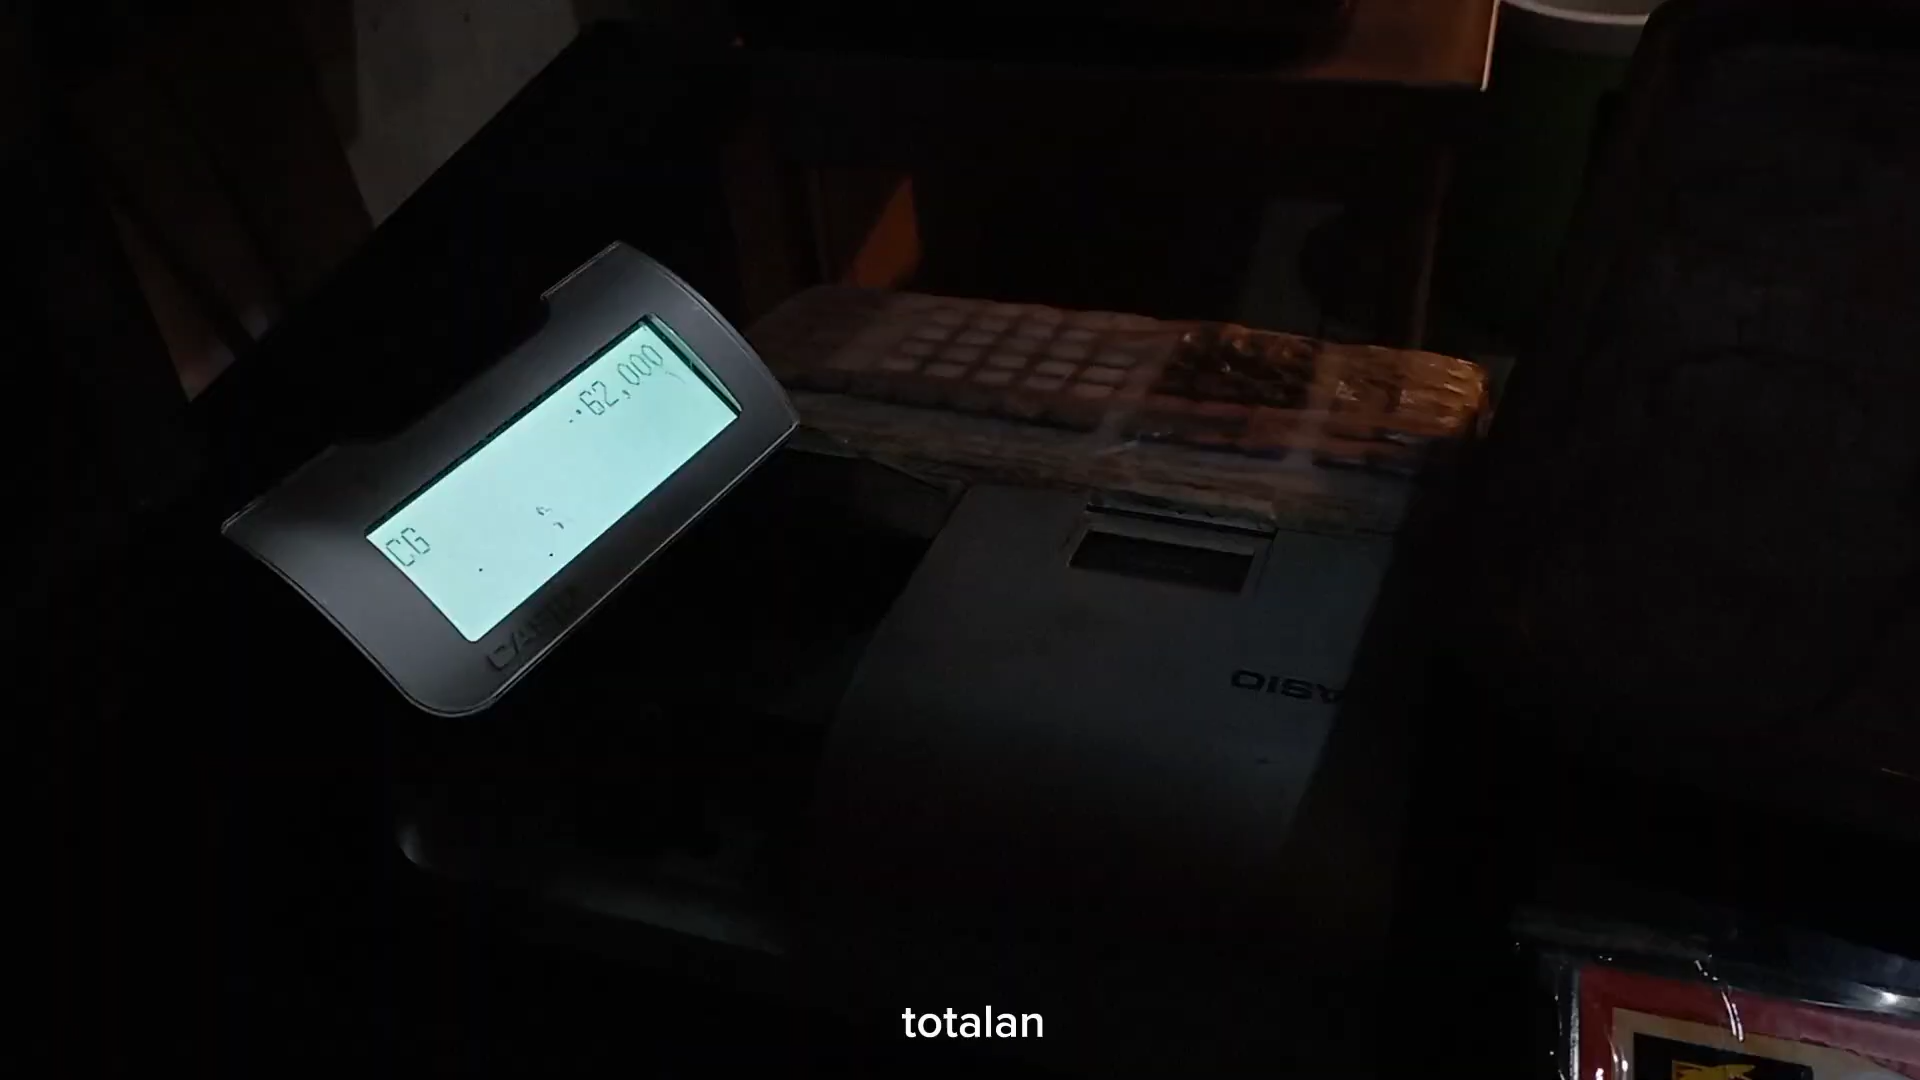 62,000
CG
CASIO
CASIO
totalan